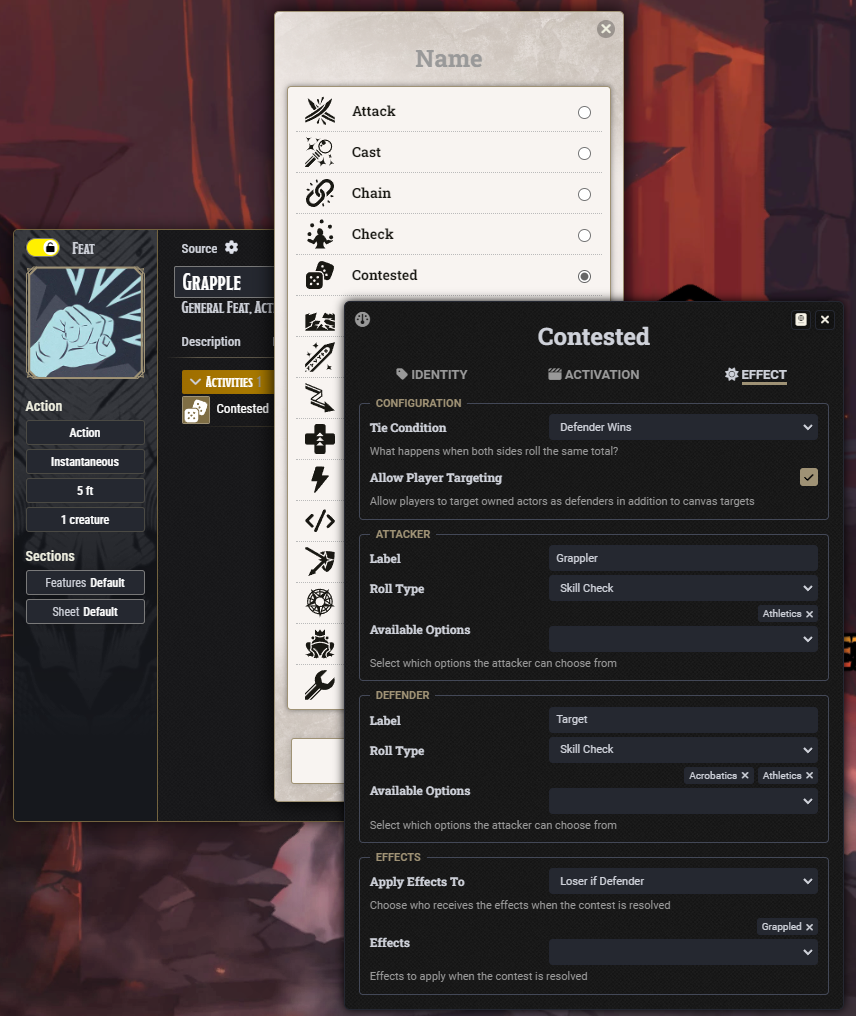 Name
Attack
Cast
Chain
Check
Contested
FEAT
Source
GRAPPLE
GENERAL FEAT, ACT
Description
ACTIVITIES 1
Contested
Action
Action
Instantaneous
5 ft
1 creature
Sections
Features Default
Sheet Default
Contested
IDENTITY
ACTIVATION
EFFECT
CONFIGURATION
Tie Condition
Defender Wins
What happens when both sides roll the same total?
Allow Player Targeting
Allow players to target owned actors as defenders in addition to canvas targets
ATTACKER
Label
Grappler
Roll Type
Skill Check
Athletics
Available Options
Select which options the attacker can choose from
DEFENDER
Label
Target
Roll Type
Skill Check
Acrobatics
Athletics
Available Options
Select which options the attacker can choose from
EFFECTS
Apply Effects To
Loser if Defender
Choose who receives the effects when the contest is resolved
Grappled
Effects
Effects to apply when the contest is resolved